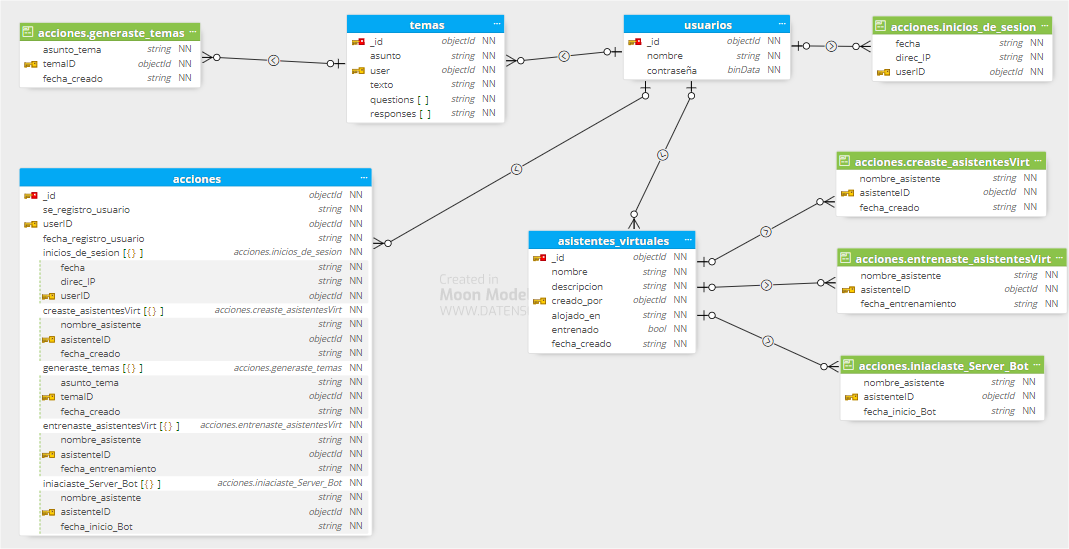 acciones.generaste_temas ...
asunto_tema string NN
temaID objectId NN
fecha_creado string NN
temas ...
_id objectId NN
asunto string NN
user objectId NN
texto string NN
questions [ ] string NN
responses [ ] string NN
usuarios ...
_id objectId NN
nombre string NN
contraseña binData NN
acciones.inicios_de_sesion ...
fecha string NN
direc_IP string NN
userID objectId NN
acciones ...
_id objectId NN
se_registro_usuario string NN
userID objectId NN
fecha_registro_usuario string NN
inicios_de_sesion [{} ] acciones.inicios_de_sesion NN
fecha string NN
direc_IP string NN
userID objectId NN
creaste_asistentesVirt [{} ] acciones.creaste_asistentesVirt NN
nombre_asistente string NN
asistenteID objectId NN
fecha_creado string NN
generaste_temas [{} ] acciones.generaste_temas NN
asunto_tema string NN
temaID objectId NN
fecha_creado string NN
entrenaste_asistentesVirt [{} ] acciones.entrenaste_asistentesVirt NN
nombre_asistente string NN
asistenteID objectId NN
fecha_entrenamiento string NN
iniaciaste_Server_Bot [{} ] acciones.iniaciaste_Server_Bot NN
nombre_asistente string NN
asistenteID objectId NN
fecha_inicio_Bot string NN
Created in
Moon Model
WWW.DATENS
asistentes_virtuales ...
_id objectId NN
nombre string NN
descripcion string NN
creado_por objectId NN
alojado_en string NN
entrenado bool NN
fecha_creado string NN
acciones.creaste_asistentesVirt ...
nombre_asistente string NN
asistenteID objectId NN
fecha_creado string NN
acciones.entrenaste_asistentesVirt ...
nombre_asistente string NN
asistenteID objectId NN
fecha_entrenamiento string NN
acciones.iniaciaste_Server_Bot ...
nombre_asistente string NN
asistenteID objectId NN
fecha_inicio_Bot string NN